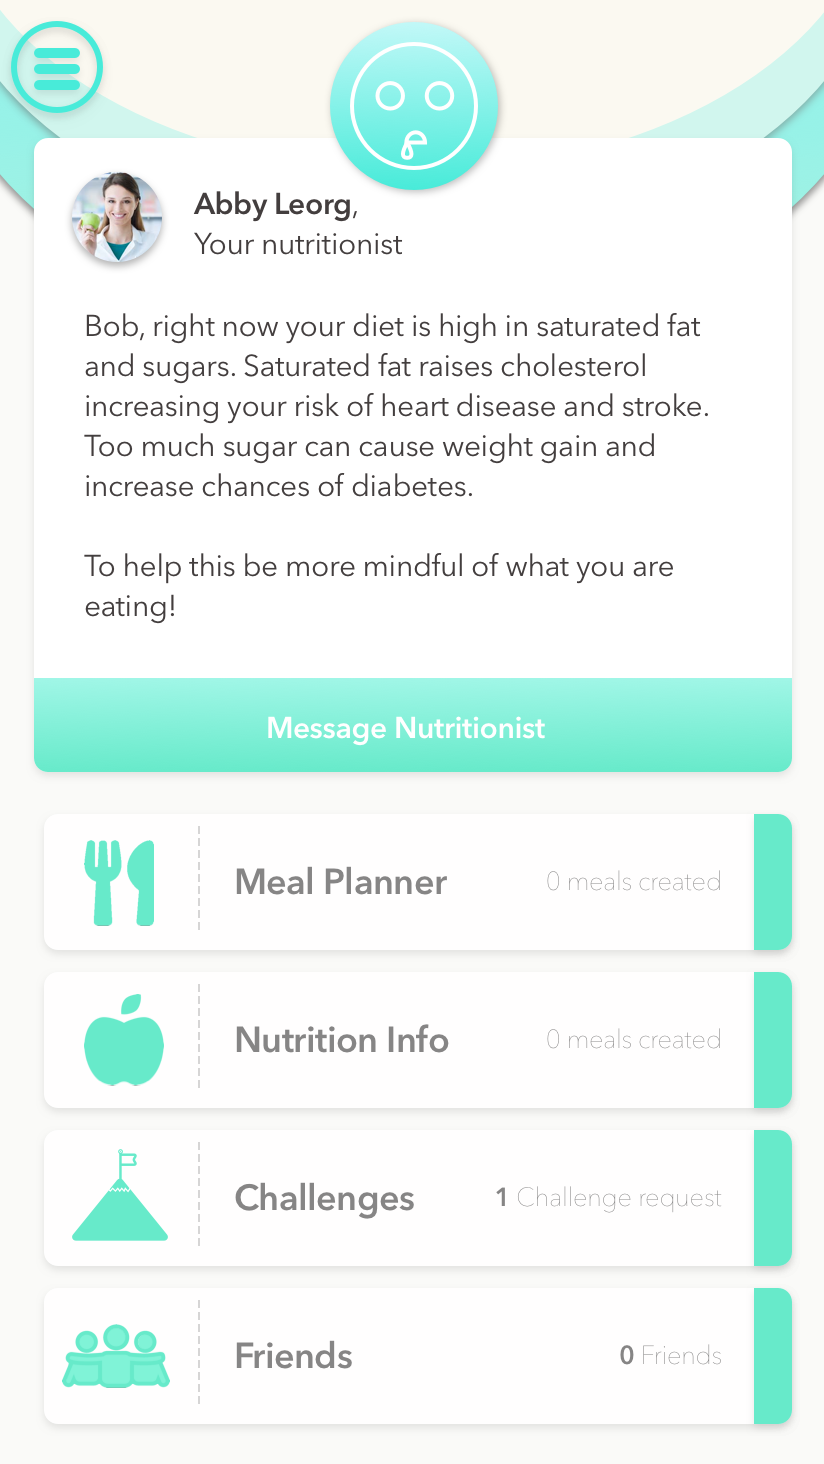 Abby Leorg,
Your nutritionist
Bob, right now your diet is high in saturated fat
and sugars. Saturated fat raises cholesterol
increasing your risk of heart disease and stroke.
Too much sugar can cause weight gain and
increase chances of diabetes.
To help this be more mindful of what you are
eating!
Message Nutritionist
Meal Planner 0 meals created
Nutrition Info 0 meals created
Challenges 1 Challenge request
Friends 0 Friends